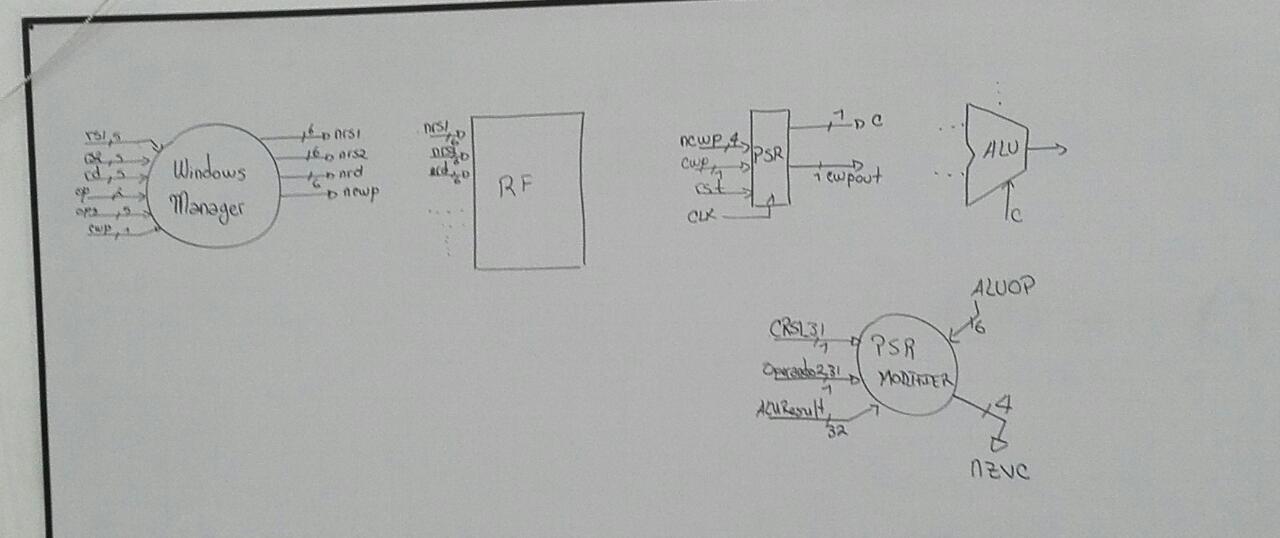 rs1,5
rs2,5
rd,5
op,2
op3,5
cwp,1
Windows
Manager
6 nrs1
6 nrs2
6 nrd
ncwp
nrs1
6
nrs2
6
nrd
6
RF
ncwp,4
cwp,1
rst
CLK
PSR
1 C
1 cwpout
ALU
C
CRS1,31
1
Operando2,31
1
ALUResult,
32
PSR
MODIFIER
ALUOP
6
4
nZVC